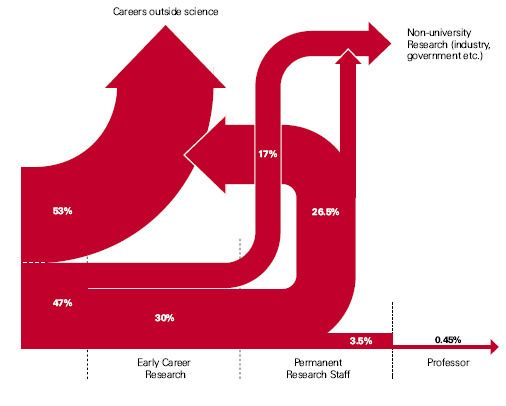 Careers outside science
Non-university
Research (industry,
government etc.)
17%
53%
26.5%
47%
30%
3.5%
0.45%
Early Career
Research
Permanent
Research Staff
Professor